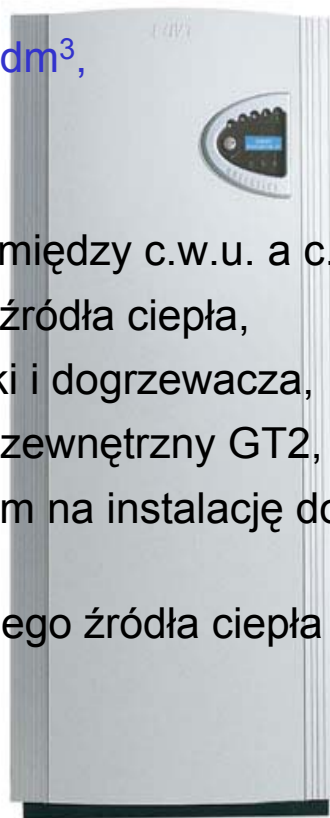 dm³,
między c.w.u. a c.
źródła ciepła,
ki i dogrzewacza,
zewnętrzny GT2,
m na instalację do
ego źródła ciepła